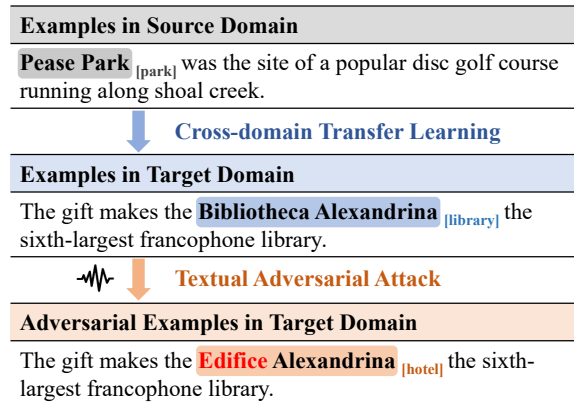 Examples in Source Domain
Pease Park [park] was the site of a popular disc golf course
running along shoal creek.
Cross-domain Transfer Learning
Examples in Target Domain
The gift makes the Bibliotheca Alexandrina [library] the
sixth-largest francophone library.
Textual Adversarial Attack
Adversarial Examples in Target Domain
The gift makes the Edifice Alexandrina [hotel] the sixth-
largest francophone library.